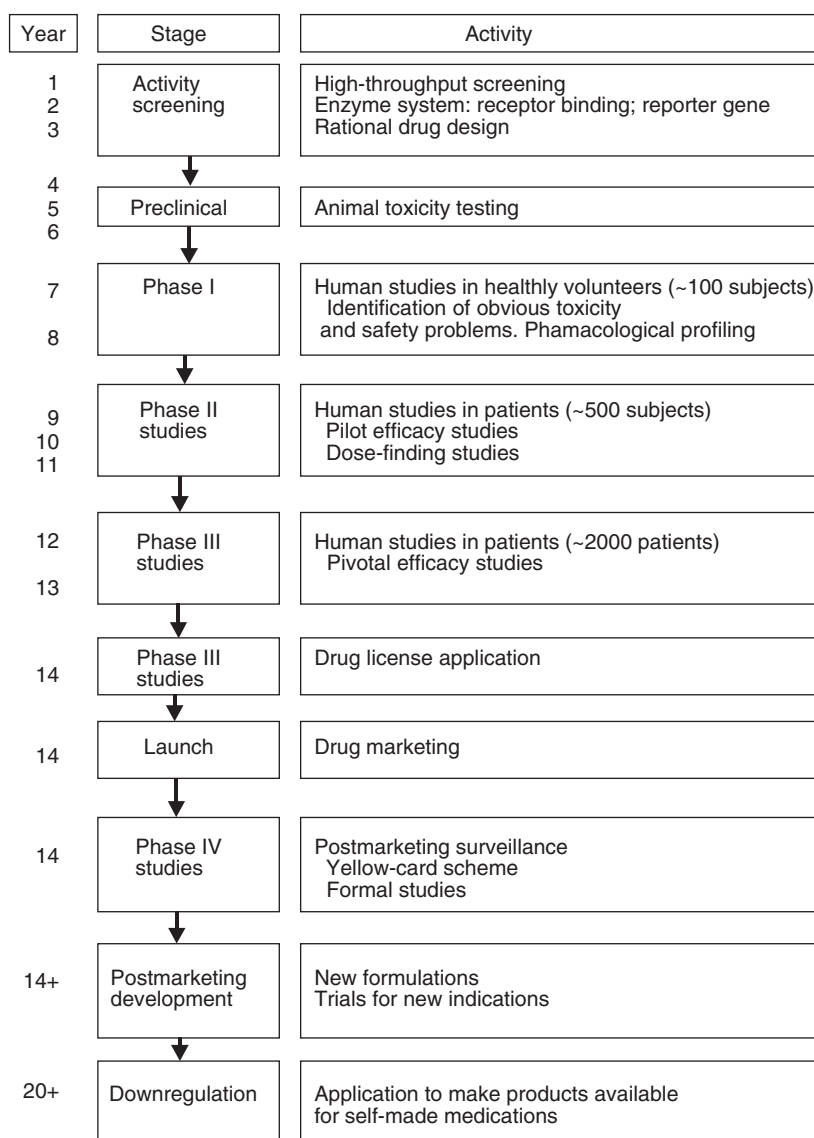 Year Stage Activity
1 Activity High-throughput screening
2 screening Enzyme system: receptor binding; reporter gene
3 Rational drug design
4
5 Preclinical Animal toxicity testing
6
7 Phase I Human studies in healthly volunteers (~100 subjects)
Identification of obvious toxicity
8 and safety problems. Phamacological profiling
9 Phase II Human studies in patients (~500 subjects)
10 studies Pilot efficacy studies
11 Dose-finding studies
12 Phase III Human studies in patients (~2000 patients)
studies Pivotal efficacy studies
13
Phase III Drug license application
14 studies
14 Launch Drug marketing
14 Phase IV Postmarketing surveillance
studies Yellow-card scheme
Formal studies
14+ Postmarketing New formulations
development Trials for new indications
20+ Downregulation Application to make products available
for self-made medications